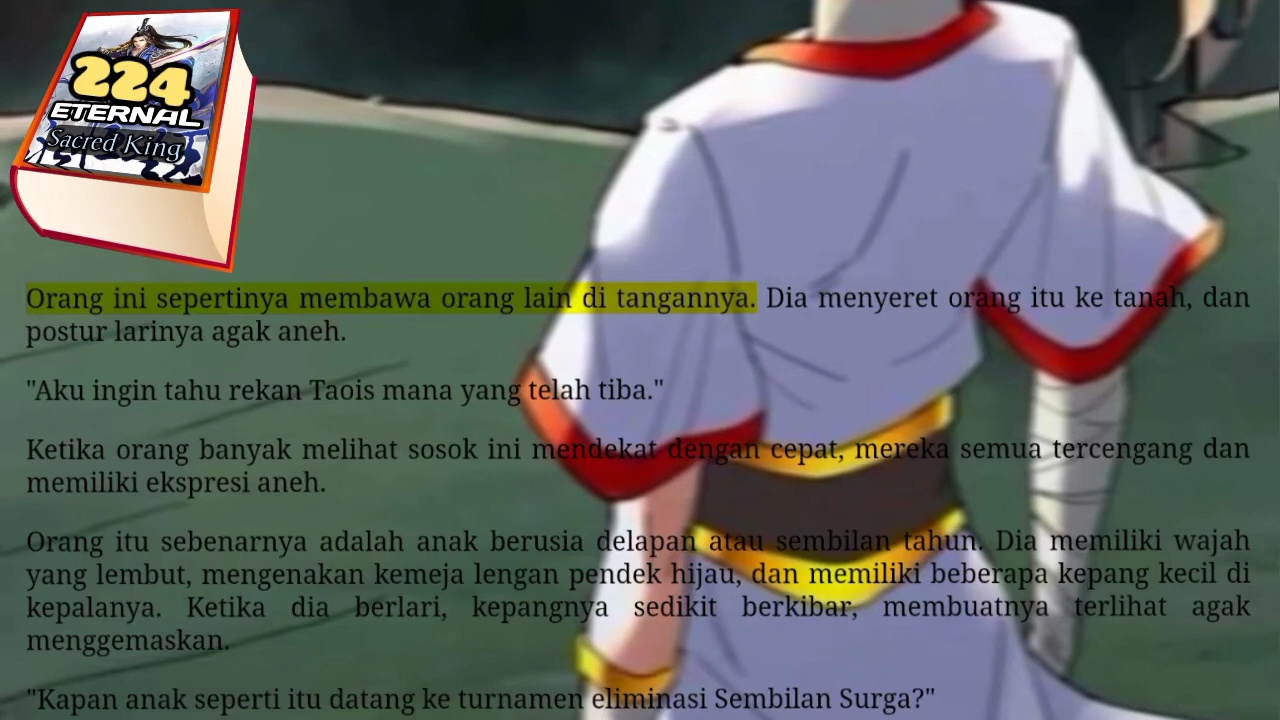 224
ETERNAL
Sacred King
Orang ini sepertinya membawa orang lain di tangannya. Dia menyeret orang itu ke tanah, dan
postur larinya agak aneh.
"Aku ingin tahu rekan Taois mana yang telah tiba."
Ketika orang banyak melihat sosok ini mendekat dengan cepat, mereka semua tercengang dan
memiliki ekspresi aneh.
Orang itu sebenarnya adalah anak berusia delapan atau sembilan tahun. Dia memiliki wajah
yang lembut, mengenakan kemeja lengan pendek hijau, dan memiliki beberapa kepang kecil di
kepalanya. Ketika dia berlari, kepangnya sedikit berkibar, membuatnya terlihat agak
menggemaskan.
"Kapan anak seperti itu datang ke turnamen eliminasi Sembilan Surga?"